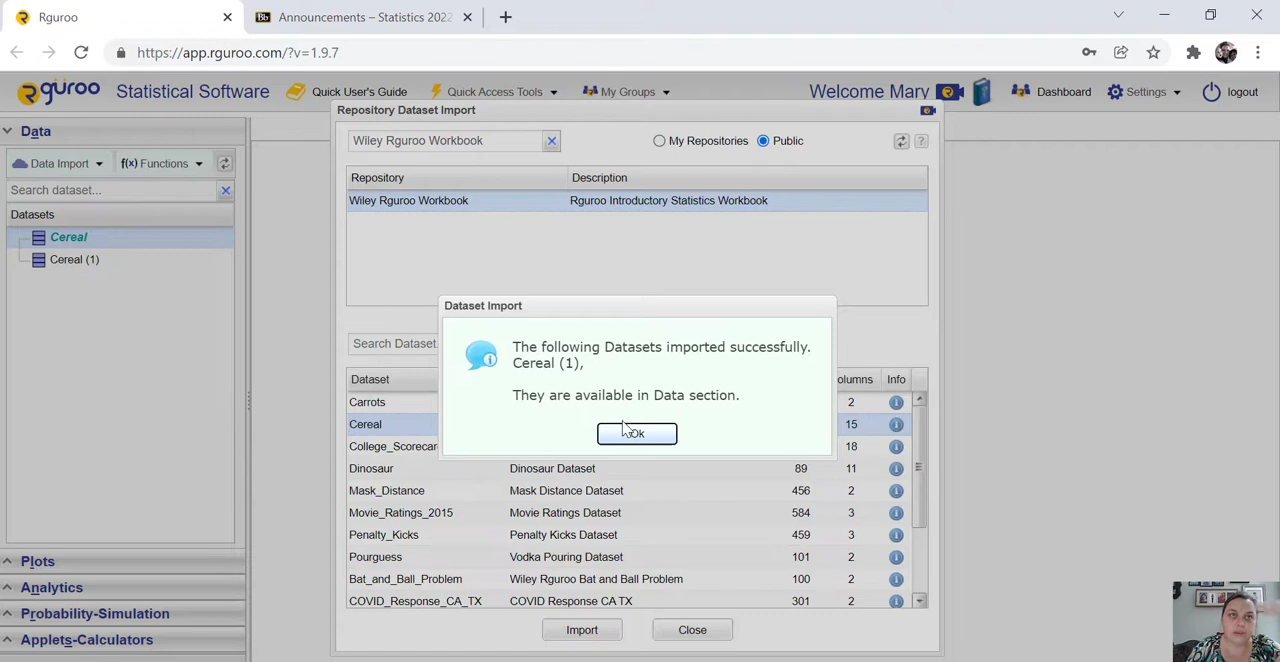 Rguroo
Announcements – Statistics 2022
https://app.rguroo.com/?v=1.9.7
rguroo Statistical Software Quick User's Guide Quick Access Tools My Groups Welcome Mary Dashboard Settings logout
Data
Data Import f(x) Functions
Search dataset...
Datasets
Cereal
Cereal (1)
Plots
Analytics
Probability-Simulation
Applets-Calculators
Repository Dataset Import
Wiley Rguroo Workbook My Repositories Public
Repository Description
Wiley Rguroo Workbook Rguroo Introductory Statistics Workbook
Dataset Import
The following Datasets imported successfully.
Cereal (1),
They are available in Data section.
Ok
Search Dataset
Dataset olumns Info
Carrots 2
Cereal 15
College_Scorecar 18
Dinosaur Dinosaur Dataset 89 11
Mask_Distance Mask Distance Dataset 456 2
Movie_Ratings_2015 Movie Ratings Dataset 584 3
Penalty_Kicks Penalty Kicks Dataset 459 3
Pourguess Vodka Pouring Dataset 101 2
Bat_and_Ball_Problem Wiley Rguroo Bat and Ball Problem 100 2
COVID_Response_CA_TX COVID Response CA TX 301 2
Import Close